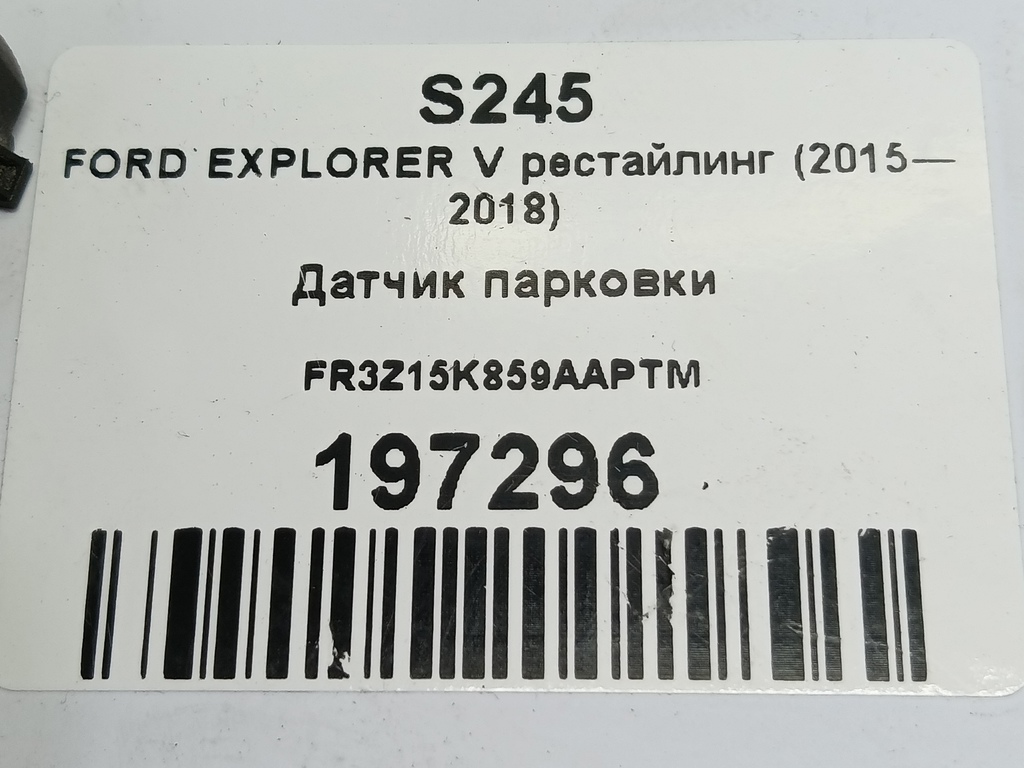 S245
FORD EXPLORER V рестайлинг (2015—
2018)
Датчик парковки
FR3Z15K859AAPTM
197296